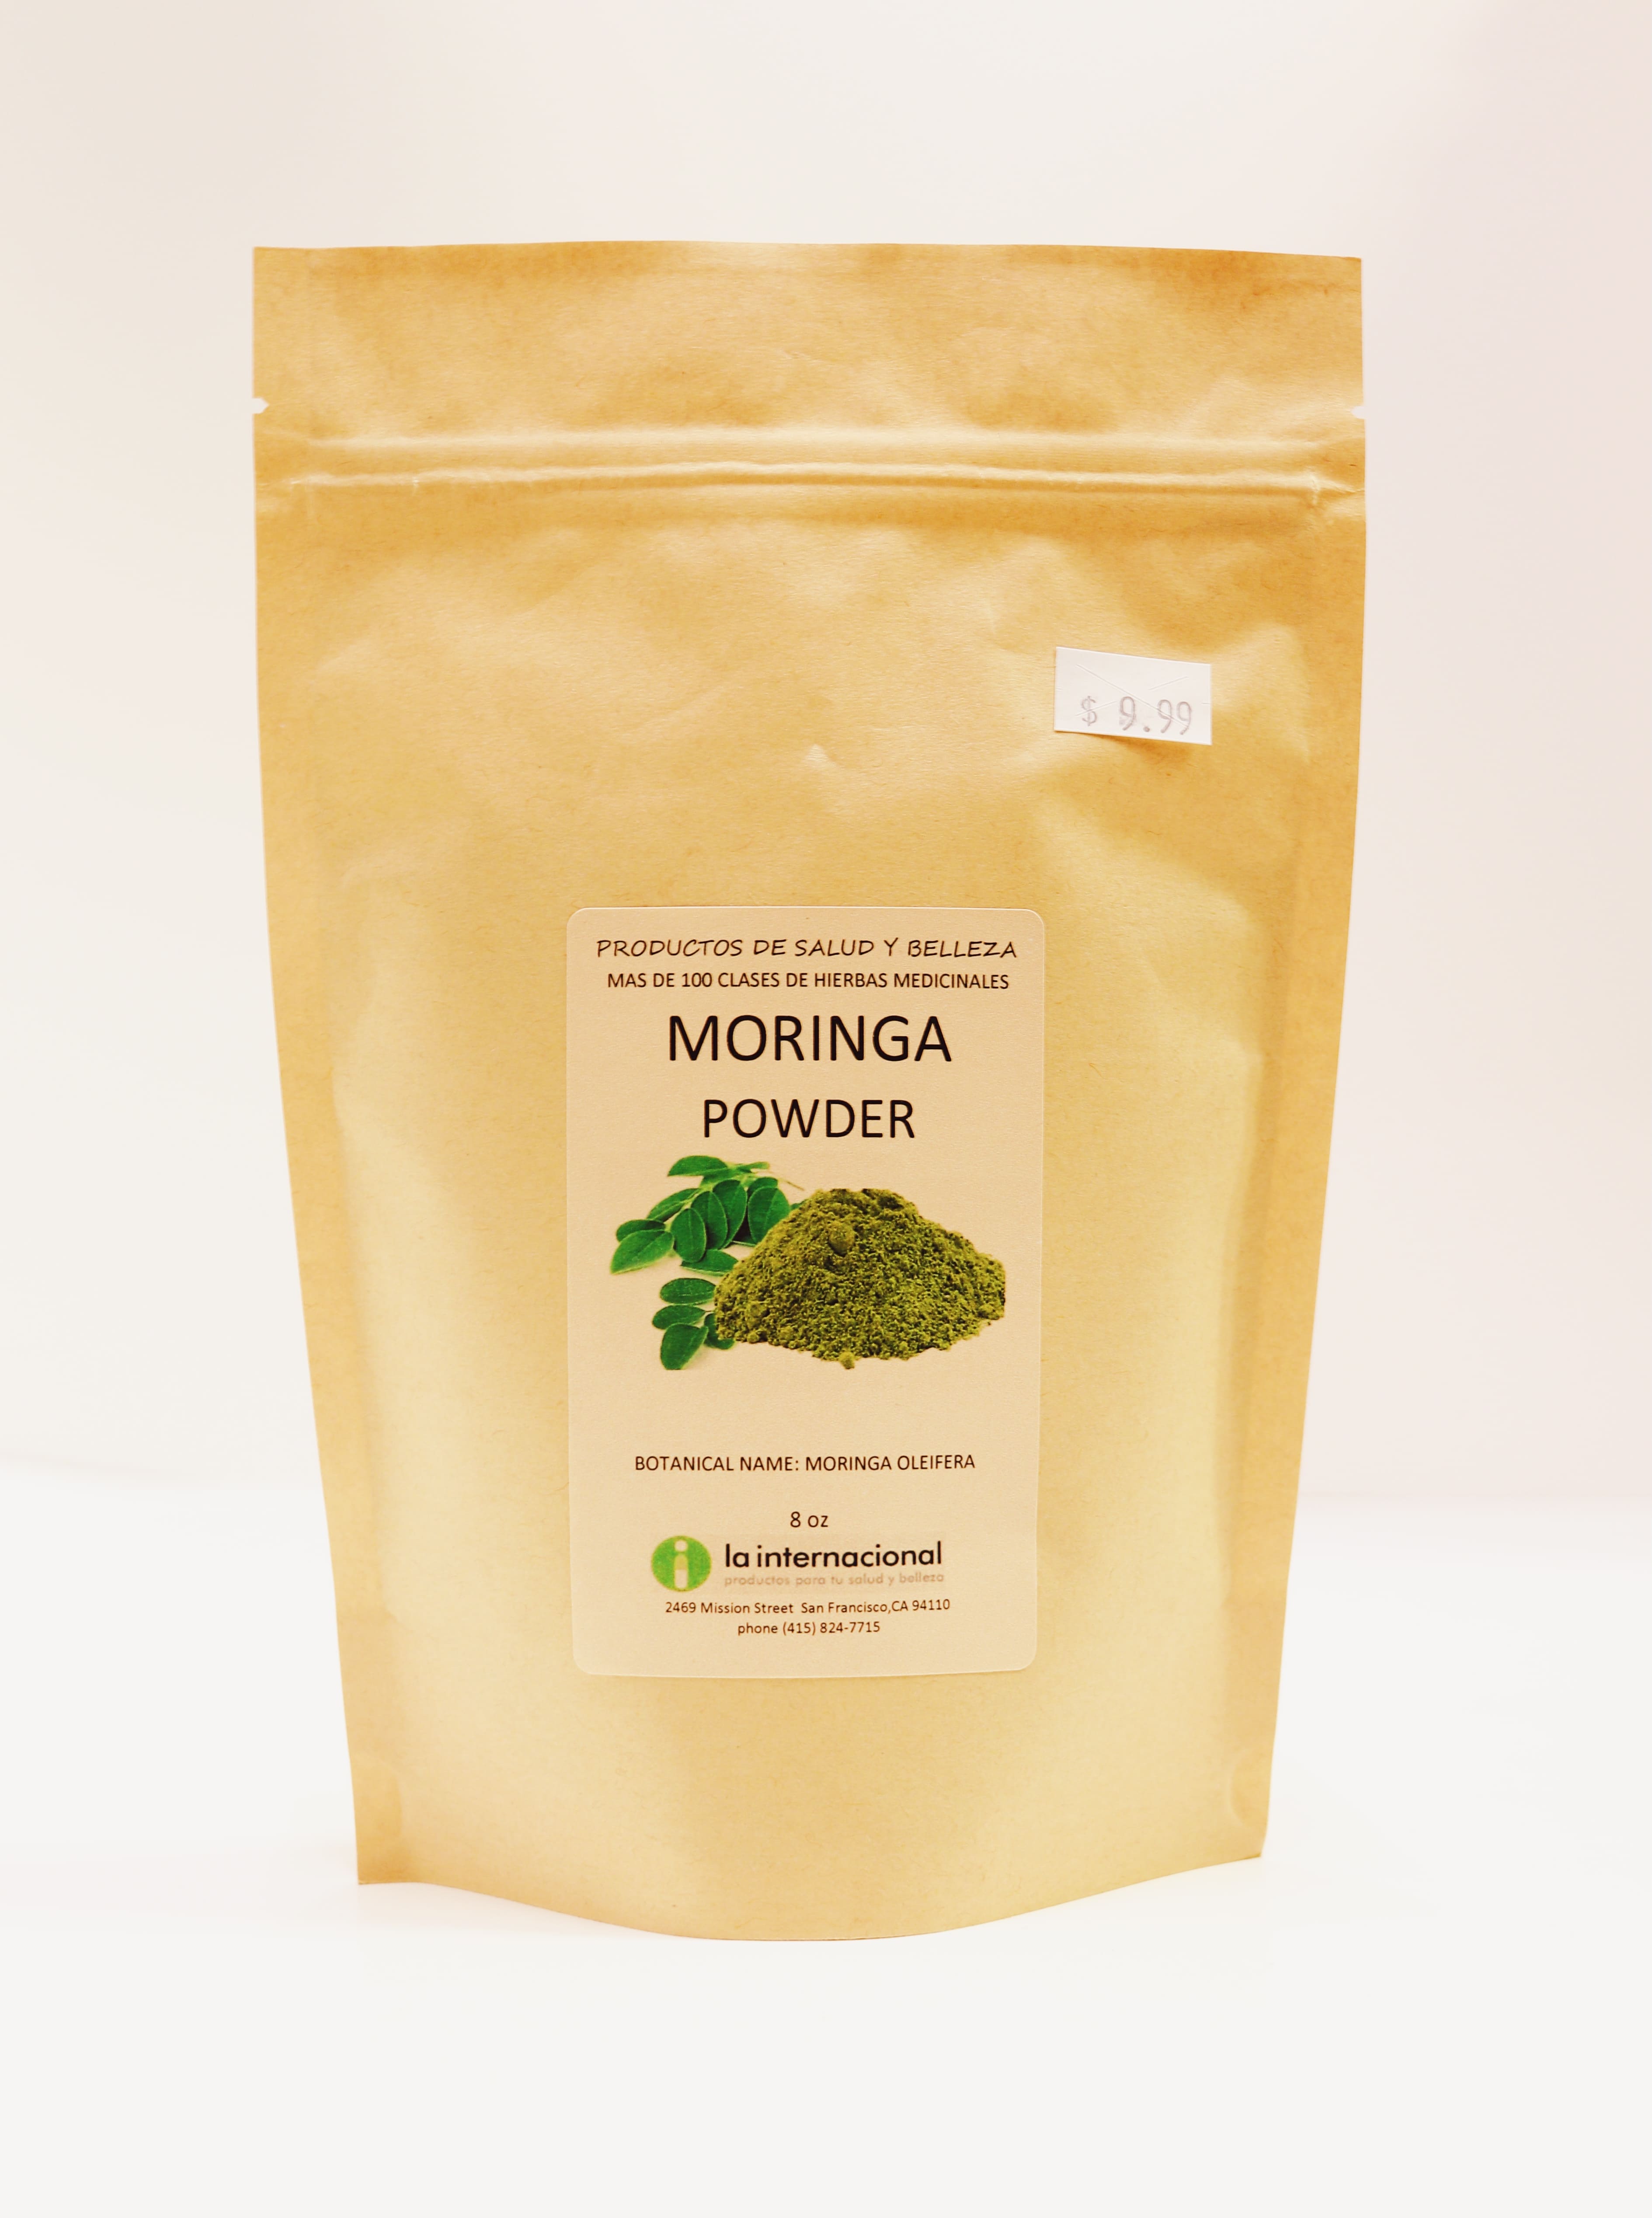 $ 9.99
PRODUCTOS DE SALUD Y BELLEZA
MAS DE 100 CLASES DE HIERBAS MEDICINALES
MORINGA
POWDER
BOTANICAL NAME: MORINGA OLEIFERA
8 oz
la internacional
productos para tu salud y belleza
2469 Mission Street San Francisco,CA 94110
phone (415) 824-7715